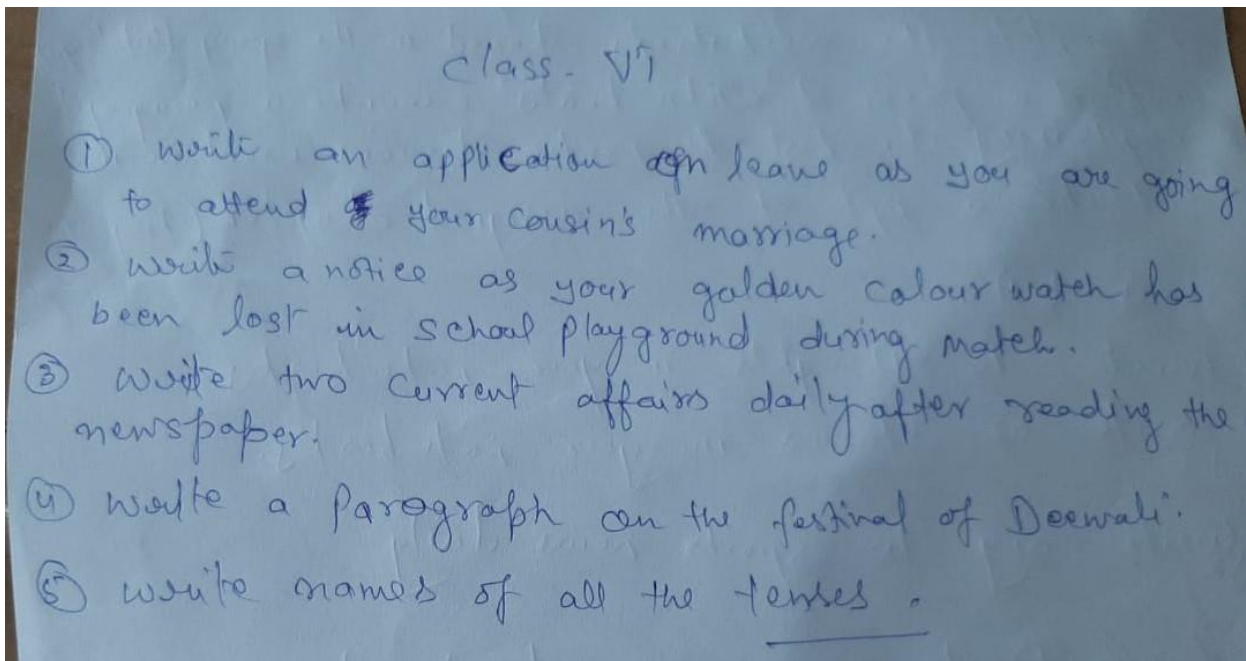 Class - VI
① Write an application on leave as you are going
to attend your cousin's marriage.
② Write a notice as your golden colour watch has
been lost in school playground during match.
③ Write two current affairs daily after reading the
newspaper.
④ Write a Paragraph on the festival of Deewali.
⑤ Write names of all the tenses.